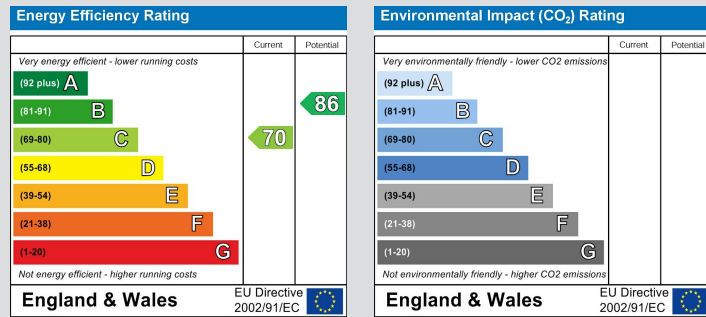 Energy Efficiency Rating
Current Potential
Very energy efficient - lower running costs
(92 plus) A
(81-91) B
86
(69-80) C
70
(55-68) D
(39-54) E
(21-38) F
(1-20) G
Not energy efficient - higher running costs
England & Wales
EU Directive
2002/91/EC
Environmental Impact (CO₂) Rating
Current Potential
Very environmentally friendly - lower CO2 emissions
(92 plus) A
(81-91) B
(69-80) C
(55-68) D
(39-54) E
(21-38) F
(1-20) G
Not environmentally friendly - higher CO2 emissions
England & Wales
EU Directive
2002/91/EC